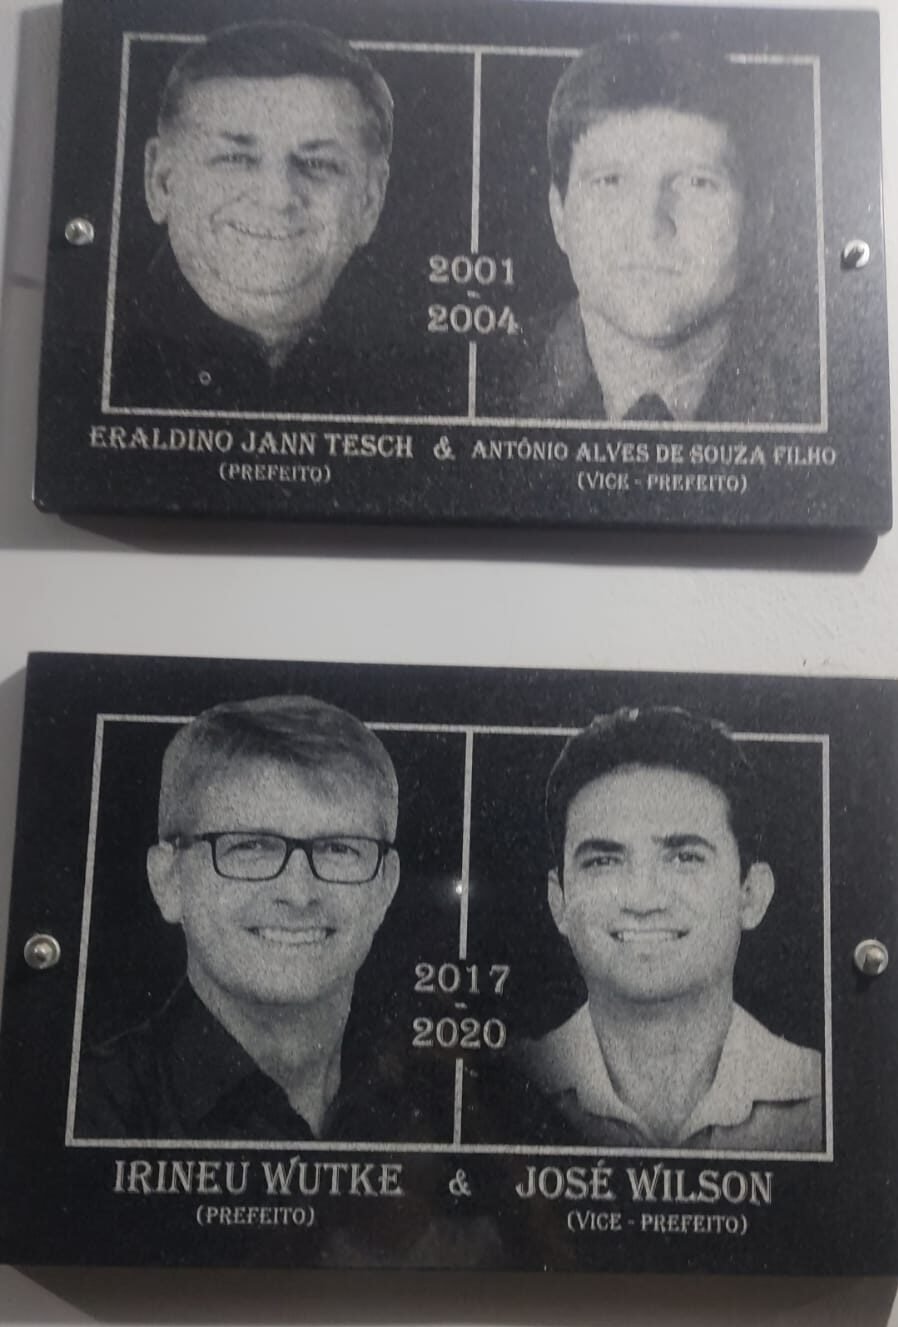 2001
-
2004
ERALDINO JANN TESCH & ANTÔNIO ALVES DE SOUZA FILHO
(PREFEITO) (VICE - PREFEITO)
2017
-
2020
IRINEU WUTKE & JOSÉ WILSON
(PREFEITO) (VICE - PREFEITO)